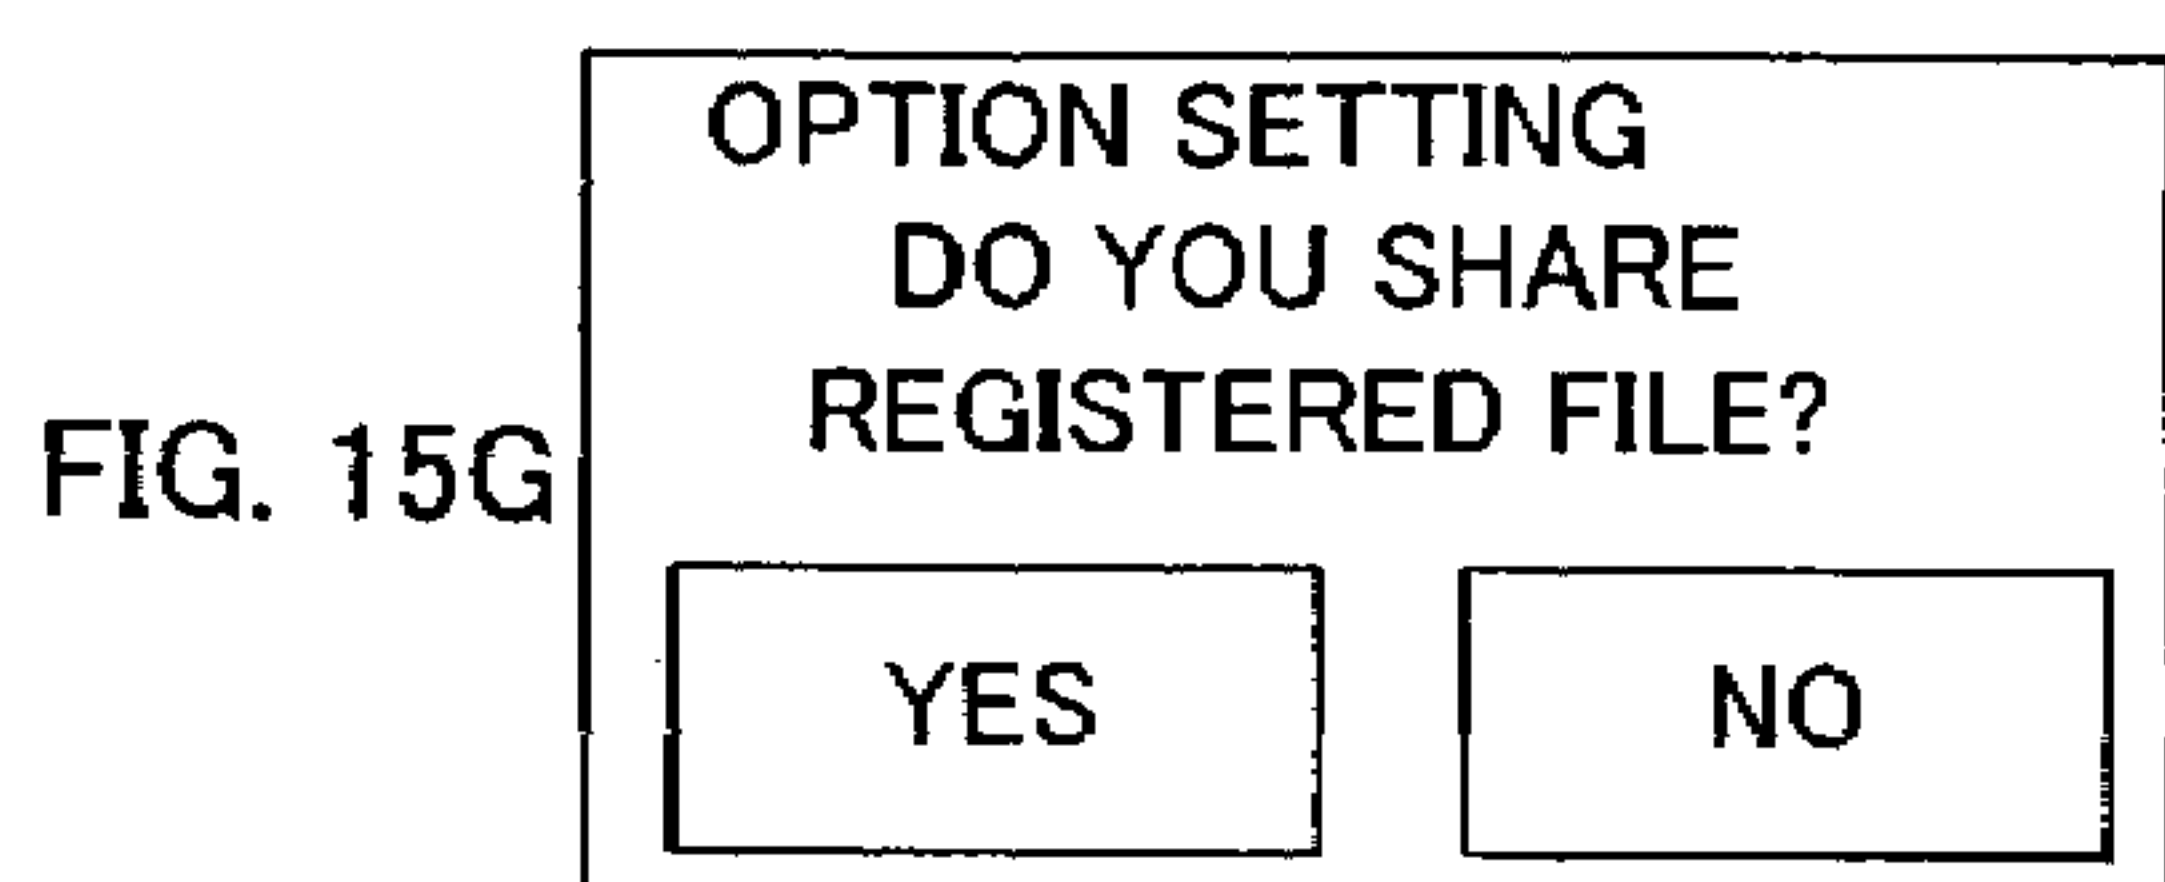 OPTION SETTING
DO YOU SHARE
REGISTERED FILE?
FIG. 15G
YES NO